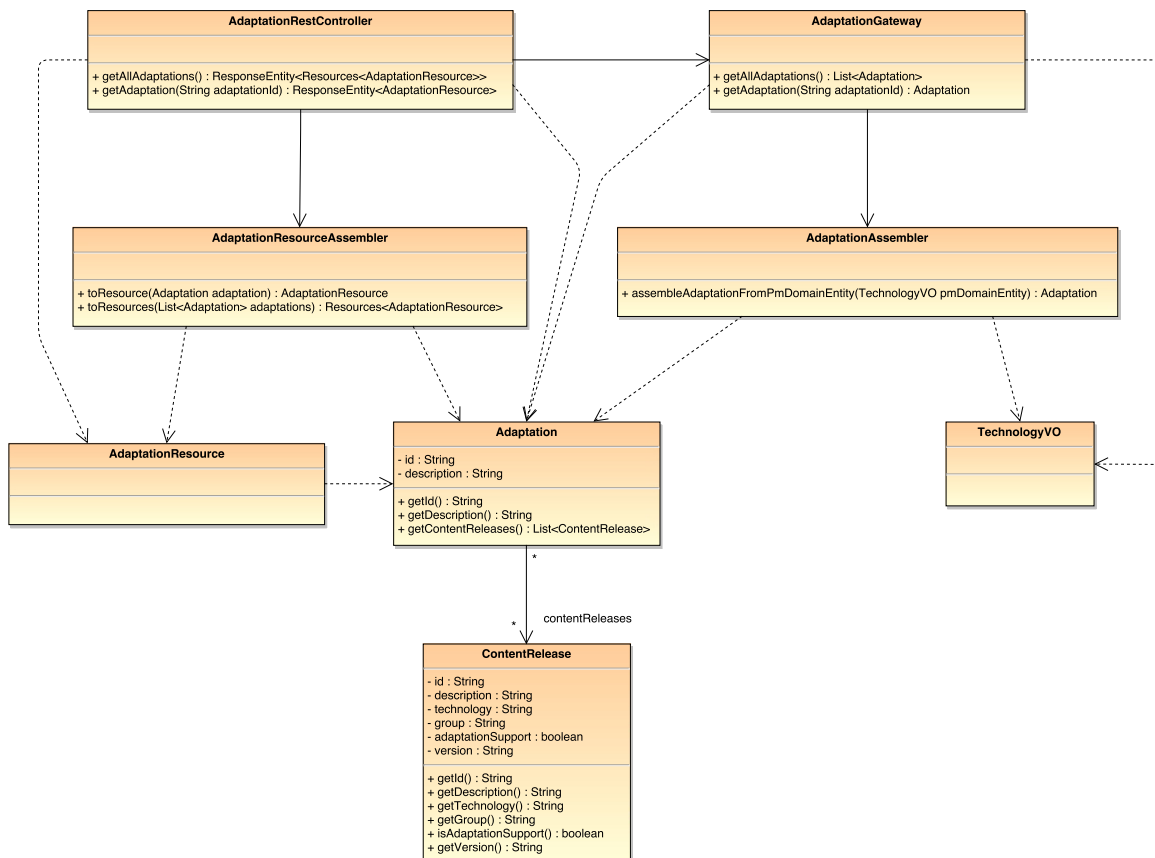 AdaptationRestController
+ getAllAdaptations() : ResponseEntity<Resources<AdaptationResource>>
+ getAdaptation(String adaptationId) : ResponseEntity<AdaptationResource>
AdaptationGateway
+ getAllAdaptations() : List<Adaptation>
+ getAdaptation(String adaptationId) : Adaptation
AdaptationResourceAssembler
+ toResource(Adaptation adaptation) : AdaptationResource
+ toResources(List<Adaptation> adaptations) : Resources<AdaptationResource>
AdaptationAssembler
+ assembleAdaptationFromPmDomainEntity(TechnologyVO pmDomainEntity) : Adaptation
AdaptationResource
Adaptation
- id : String
- description : String
+ getId() : String
+ getDescription() : String
+ getContentReleases() : List<ContentRelease>
TechnologyVO
*
contentReleases
*
ContentRelease
- id : String
- description : String
- technology : String
- group : String
- adaptationSupport : boolean
- version : String
+ getId() : String
+ getDescription() : String
+ getTechnology() : String
+ getGroup() : String
+ isAdaptationSupport() : boolean
+ getVersion() : String